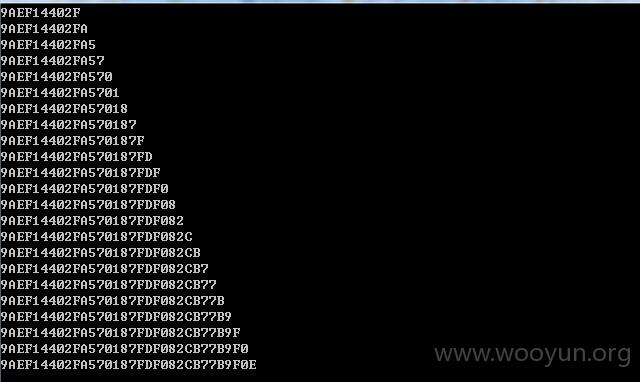 9AEF14402F
9AEF14402FA
9AEF14402FA5
9AEF14402FA57
9AEF14402FA570
9AEF14402FA5701
9AEF14402FA57018
9AEF14402FA570187
9AEF14402FA570187F
9AEF14402FA570187FD
9AEF14402FA570187FDF
9AEF14402FA570187FDF0
9AEF14402FA570187FDF08
9AEF14402FA570187FDF082
9AEF14402FA570187FDF082C
9AEF14402FA570187FDF082CB
9AEF14402FA570187FDF082CB7
9AEF14402FA570187FDF082CB77
9AEF14402FA570187FDF082CB77B
9AEF14402FA570187FDF082CB77B9
9AEF14402FA570187FDF082CB77B9F
9AEF14402FA570187FDF082CB77B9F0
9AEF14402FA570187FDF082CB77B9F0E
www.wooyun.org